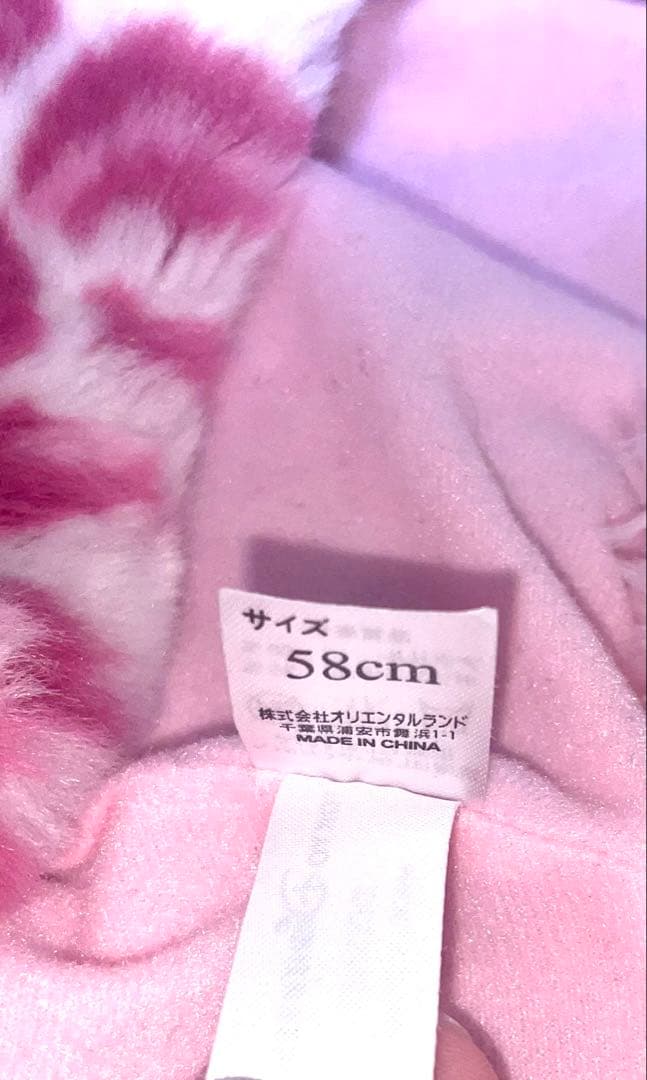 サイズ
58cm
株式会社オリエンタルランド
千葉県浦安市舞浜1-1
MADE IN CHINA